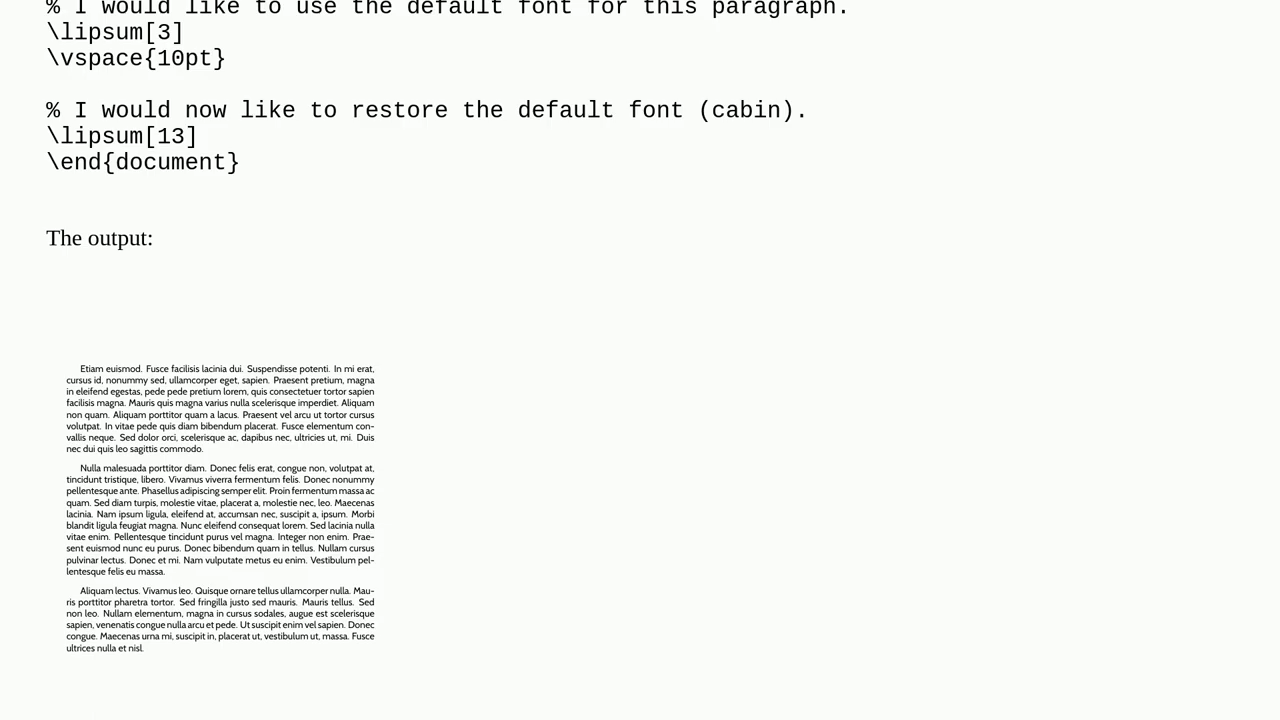 % I would like to use the default font for this paragraph.
\lipsum[3]
\vspace{10pt}
% I would now like to restore the default font (cabin).
\lipsum[13]
\end{document}
The output:
Etiam euismod. Fusce facilisis lacinia dui. Suspendisse potenti. In mi erat,
cursus id, nonummy sed, ullamcorper eget, sapien. Praesent pretium, magna
in eleifend egestas, pede pede pretium lorem, quis consectetuer tortor sapien
facilisis magna. Mauris quis magna varius nulla scelerisque imperdiet. Aliquam
non quam. Aliquam porttitor quam a lacus. Praesent vel arcu ut tortor cursus
volutpat. In vitae pede quis diam bibendum placerat. Fusce elementum con-
vallis neque. Sed dolor orci, scelerisque ac, dapibus nec, ultricies ut, mi. Duis
nec dui quis leo sagittis commodo.
Nulla malesuada porttitor diam. Donec felis erat, congue non, volutpat at,
tincidunt tristique, libero. Vivamus viverra fermentum felis. Donec nonummy
pellentesque ante. Phasellus adipiscing semper elit. Proin fermentum massa ac
quam. Sed diam turpis, molestie vitae, placerat a, molestie nec, leo. Maecenas
lacinia. Nam ipsum ligula, eleifend at, accumsan nec, suscipit a, ipsum. Morbi
blandit ligula feugiat magna. Nunc eleifend consequat lorem. Sed lacinia nulla
vitae enim. Pellentesque tincidunt purus vel magna. Integer non enim. Prae-
sent euismod nunc eu purus. Donec bibendum quam in tellus. Nullam cursus
pulvinar lectus. Donec et mi. Nam vulputate metus eu enim. Vestibulum pel-
lentesque felis eu massa.
Aliquam lectus. Vivamus leo. Quisque ornare tellus ullamcorper nulla. Mau-
ris porttitor pharetra tortor. Sed fringilla justo sed mauris. Mauris tellus. Sed
non leo. Nullam elementum, magna in cursus sodales, augue est scelerisque
sapien, venenatis congue nulla arcu et pede. Ut suscipit enim vel sapien. Donec
congue. Maecenas urna mi, suscipit in, placerat ut, vestibulum ut, massa. Fusce
ultrices nulla et nisl.